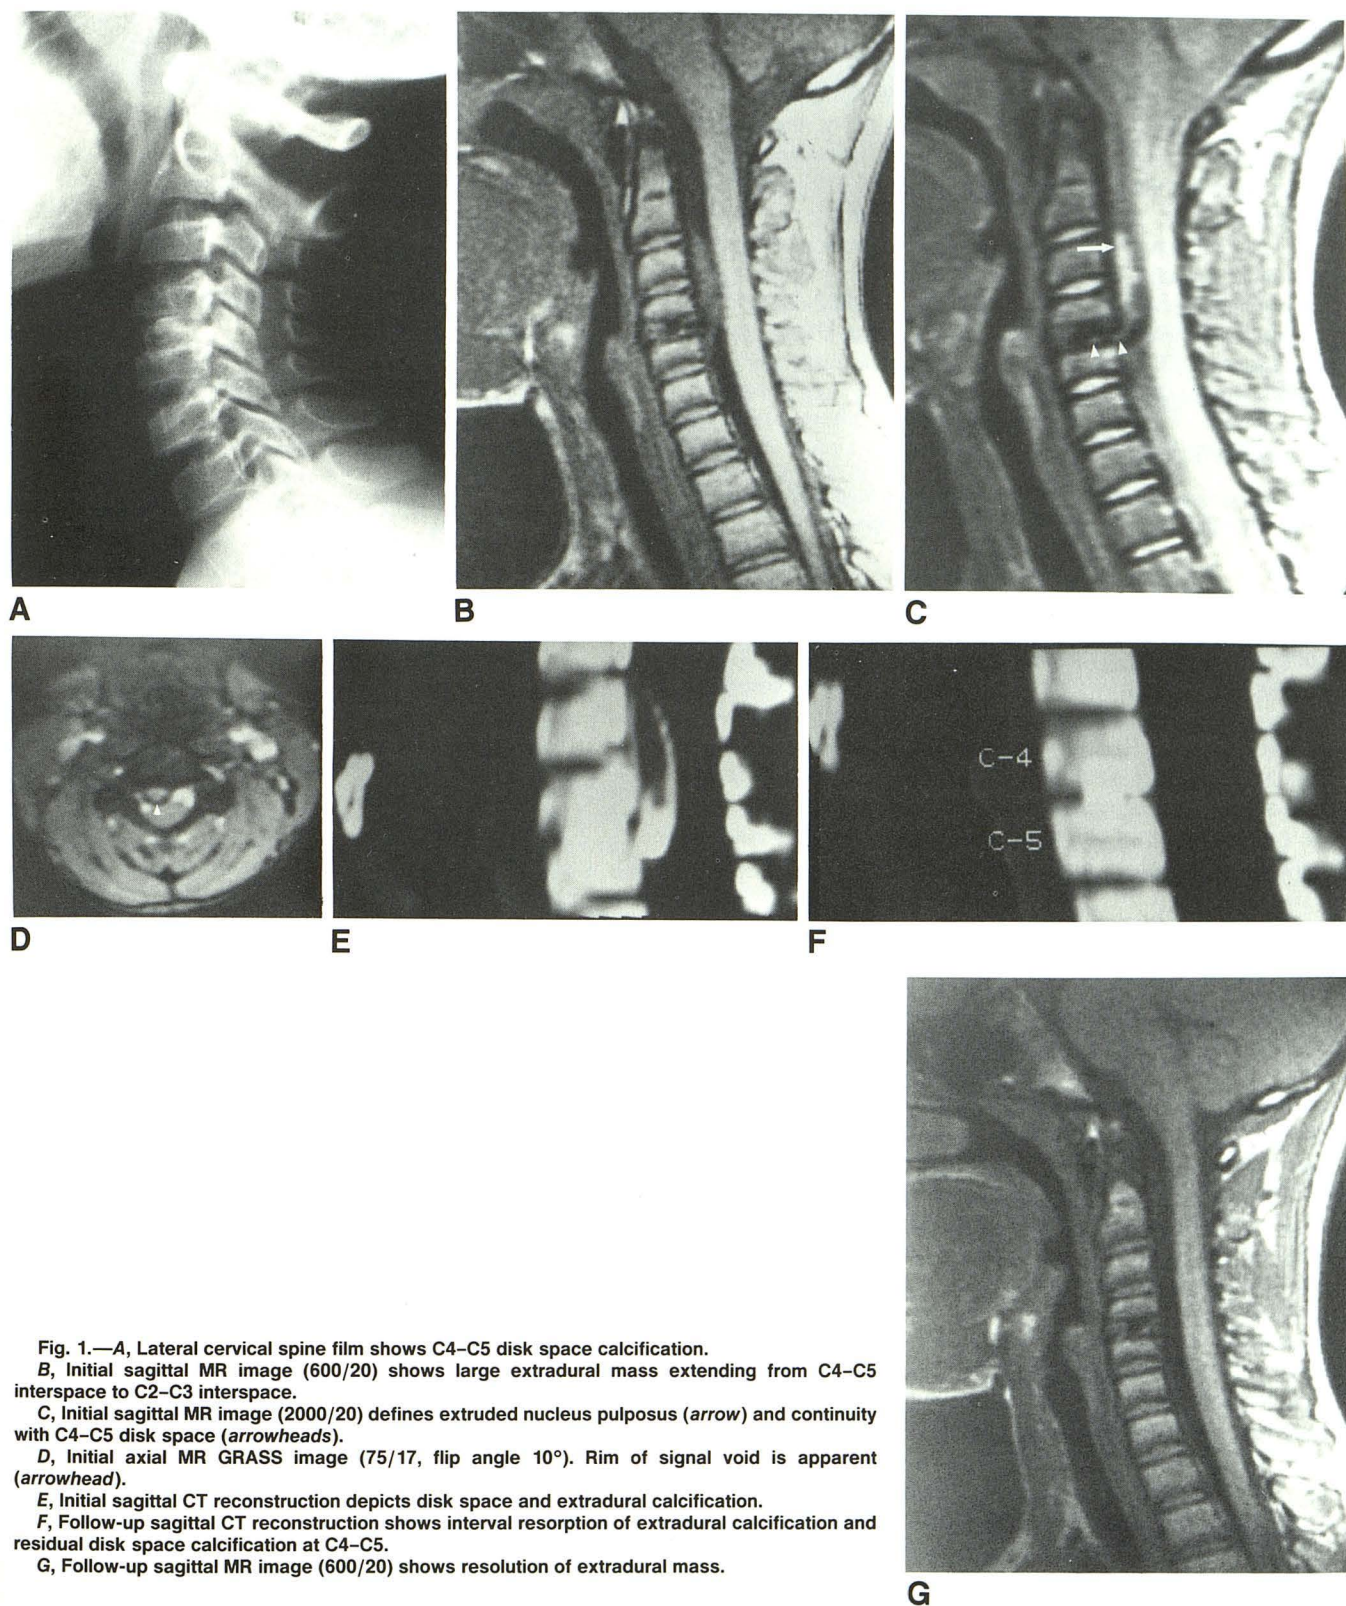 A
B
C
D
E
C-4
C-5
F
Fig. 1.—A, Lateral cervical spine film shows C4–C5 disk space calcification.
B, Initial sagittal MR image (600/20) shows large extradural mass extending from C4–C5
interspace to C2–C3 interspace.
C, Initial sagittal MR image (2000/20) defines extruded nucleus pulposus (arrow) and continuity
with C4–C5 disk space (arrowheads).
D, Initial axial MR GRASS image (75/17, flip angle 10°). Rim of signal void is apparent
(arrowhead).
E, Initial sagittal CT reconstruction depicts disk space and extradural calcification.
F, Follow-up sagittal CT reconstruction shows interval resorption of extradural calcification and
residual disk space calcification at C4–C5.
G, Follow-up sagittal MR image (600/20) shows resolution of extradural mass.
G